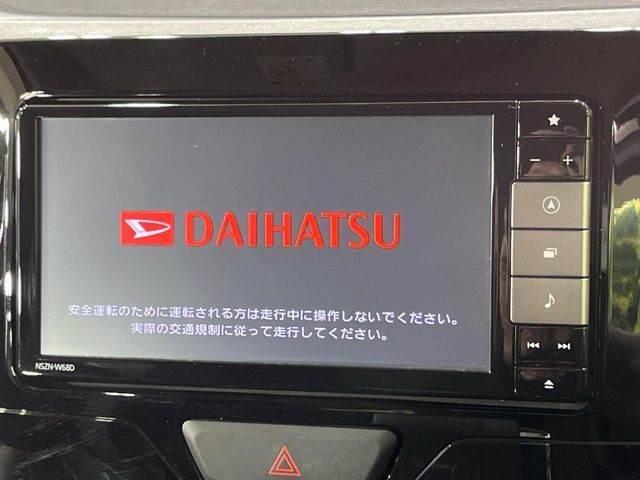 DAIHATSU
安全運転のために運転される方は走行中に操作しないでください。
実際の交通規制に従って走行してください。
NSZN-W68D